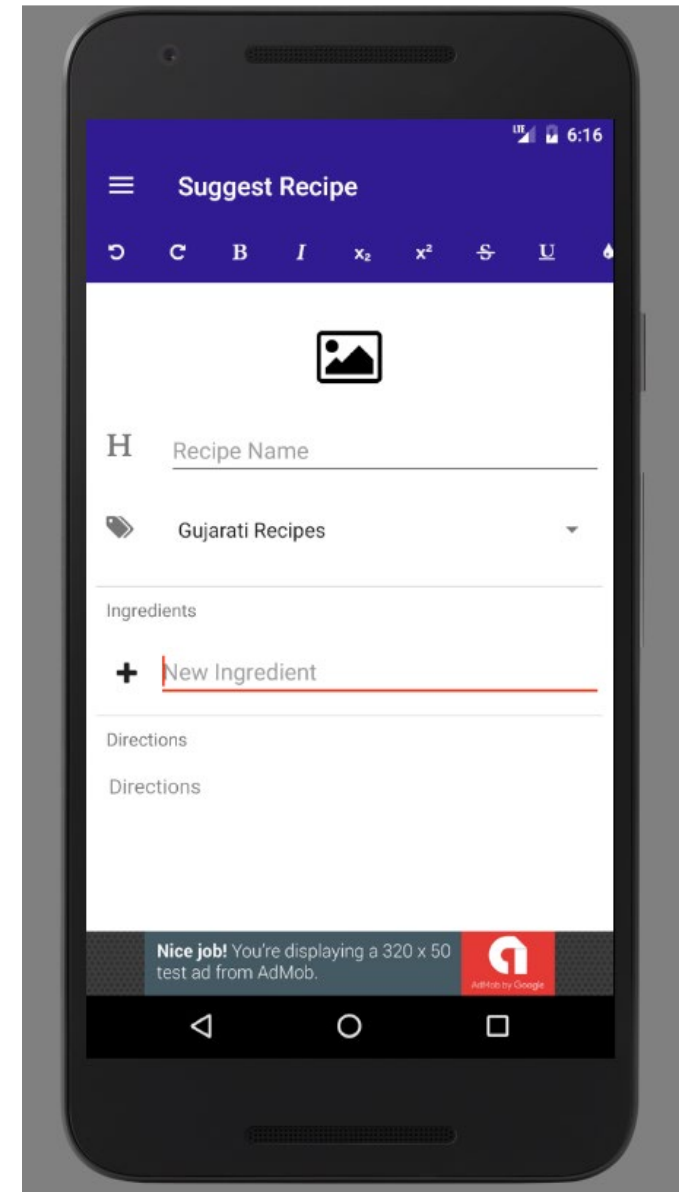 LTE 6:16
Suggest Recipe
B I x₂ x² S U
H Recipe Name
Gujarati Recipes
Ingredients
New Ingredient
Directions
Directions
Nice job! You're displaying a 320 x 50
test ad from AdMob.
AdMob by Google